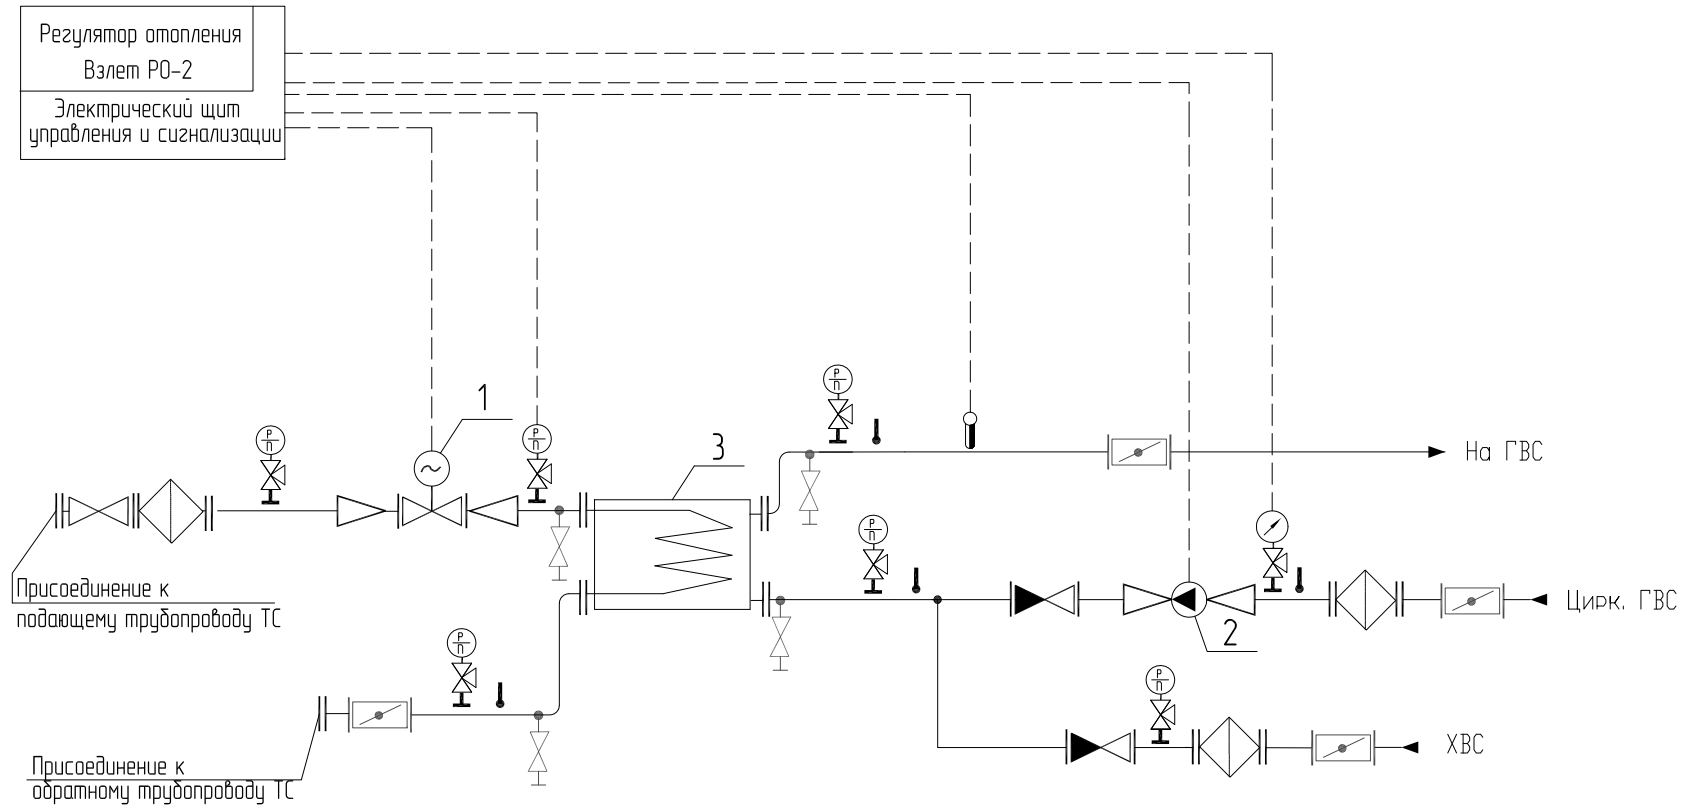 Регулятор отопления
Взлет РО-2
Электрический щит
управления и сигнализации
1
3
Р
П
Р
П
Р
П
На ГВС
Р
П
Присоединение к
подающему трубопроводу ТС
Цирк. ГВС
2
Р
П
Р
П
ХВС
Присоединение к
обратному трубопроводу ТС